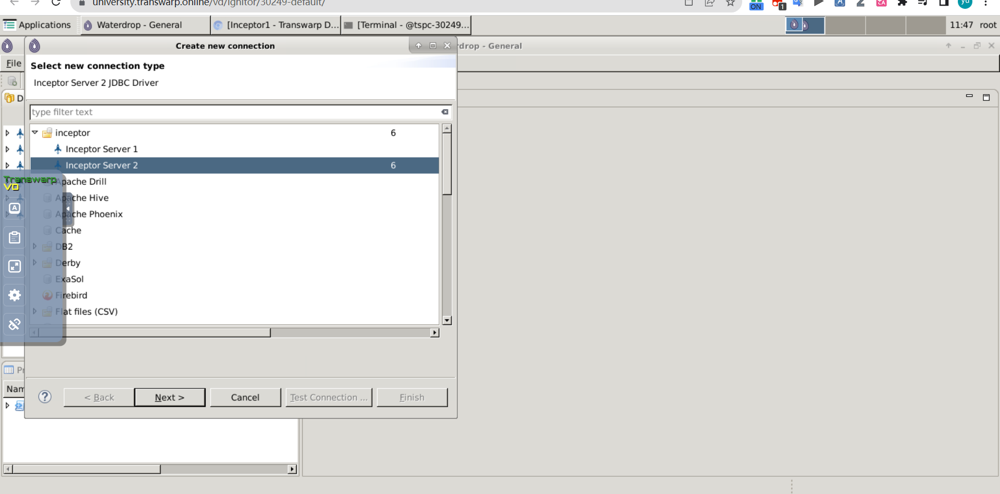 university.transwarp.online/vd/ignitor/30249-default/
ON
1
yu
Applications
Waterdrop - General
[Inceptor1 - Transwarp D...
[Terminal - @tspc-30249...
11:47 root
Create new connection
rdrop - General
File
Select new connection type
Inceptor Server 2 JDBC Driver
D
type filter text
inceptor 6
Inceptor Server 1
Inceptor Server 2 6
Transwarp
VD
Apache Drill
Apache Hive
A
Apache Phoenix
Cache
DB2
Derby
ExaSol
Firebird
Flat files (CSV)
Pr
Nam
? < Back Next > Cancel Test Connection ... Finish